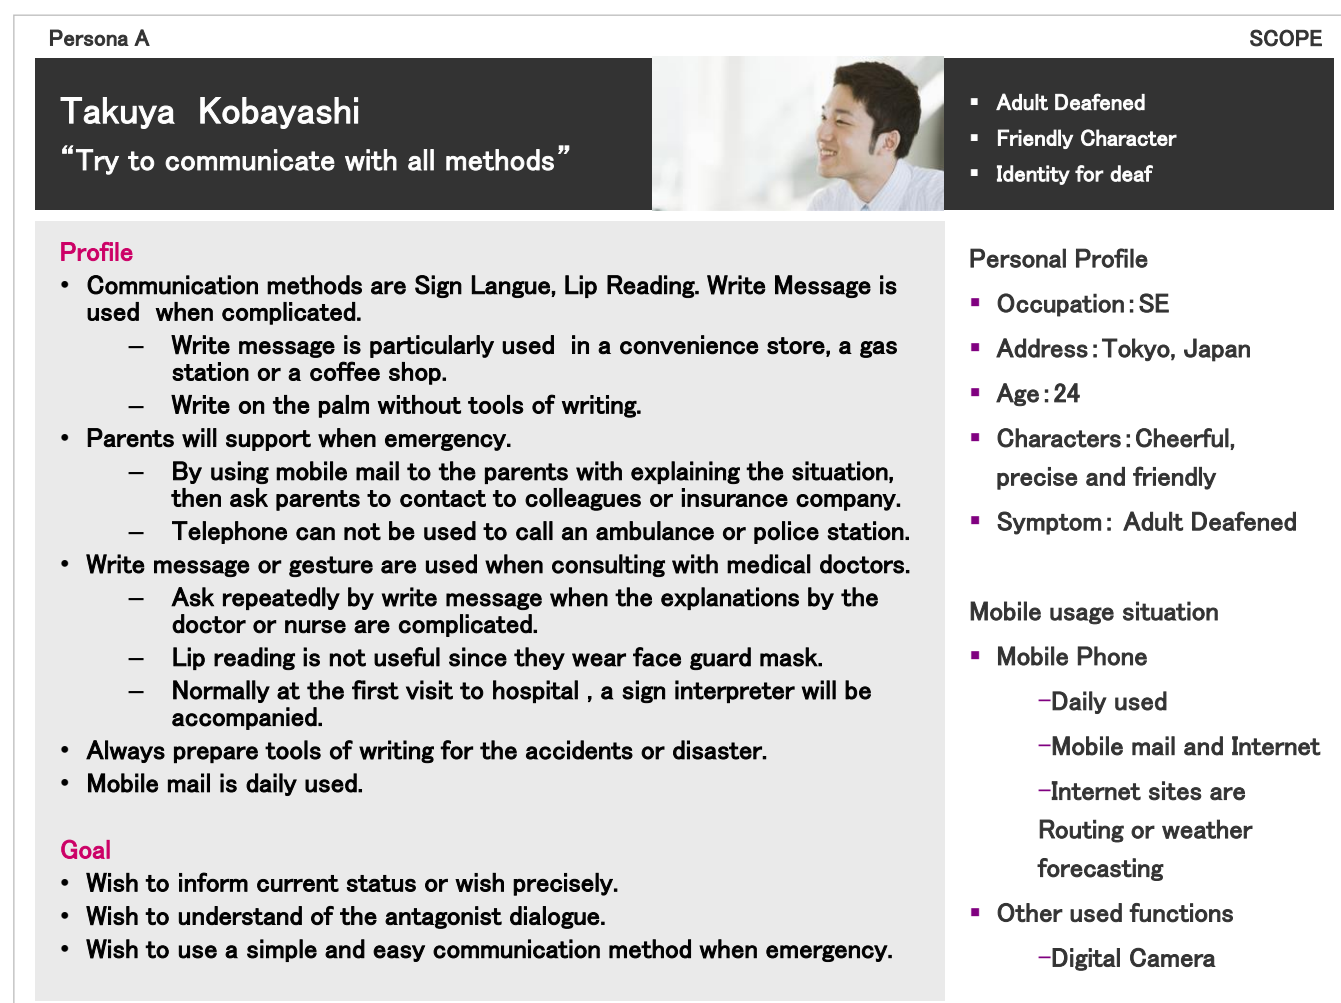 Persona A
SCOPE
Takuya Kobayashi
“Try to communicate with all methods”
▪ Adult Deafened
▪ Friendly Character
▪ Identity for deaf
Profile
• Communication methods are Sign Langue, Lip Reading. Write Message is
used when complicated.
– Write message is particularly used in a convenience store, a gas
station or a coffee shop.
– Write on the palm without tools of writing.
• Parents will support when emergency.
– By using mobile mail to the parents with explaining the situation,
then ask parents to contact to colleagues or insurance company.
– Telephone can not be used to call an ambulance or police station.
• Write message or gesture are used when consulting with medical doctors.
– Ask repeatedly by write message when the explanations by the
doctor or nurse are complicated.
– Lip reading is not useful since they wear face guard mask.
– Normally at the first visit to hospital , a sign interpreter will be
accompanied.
• Always prepare tools of writing for the accidents or disaster.
• Mobile mail is daily used.
Goal
• Wish to inform current status or wish precisely.
• Wish to understand of the antagonist dialogue.
• Wish to use a simple and easy communication method when emergency.
Personal Profile
▪ Occupation：SE
▪ Address：Tokyo, Japan
▪ Age：24
▪ Characters：Cheerful,
precise and friendly
▪ Symptom： Adult Deafened
Mobile usage situation
▪ Mobile Phone
–Daily used
–Mobile mail and Internet
–Internet sites are
Routing or weather
forecasting
▪ Other used functions
–Digital Camera